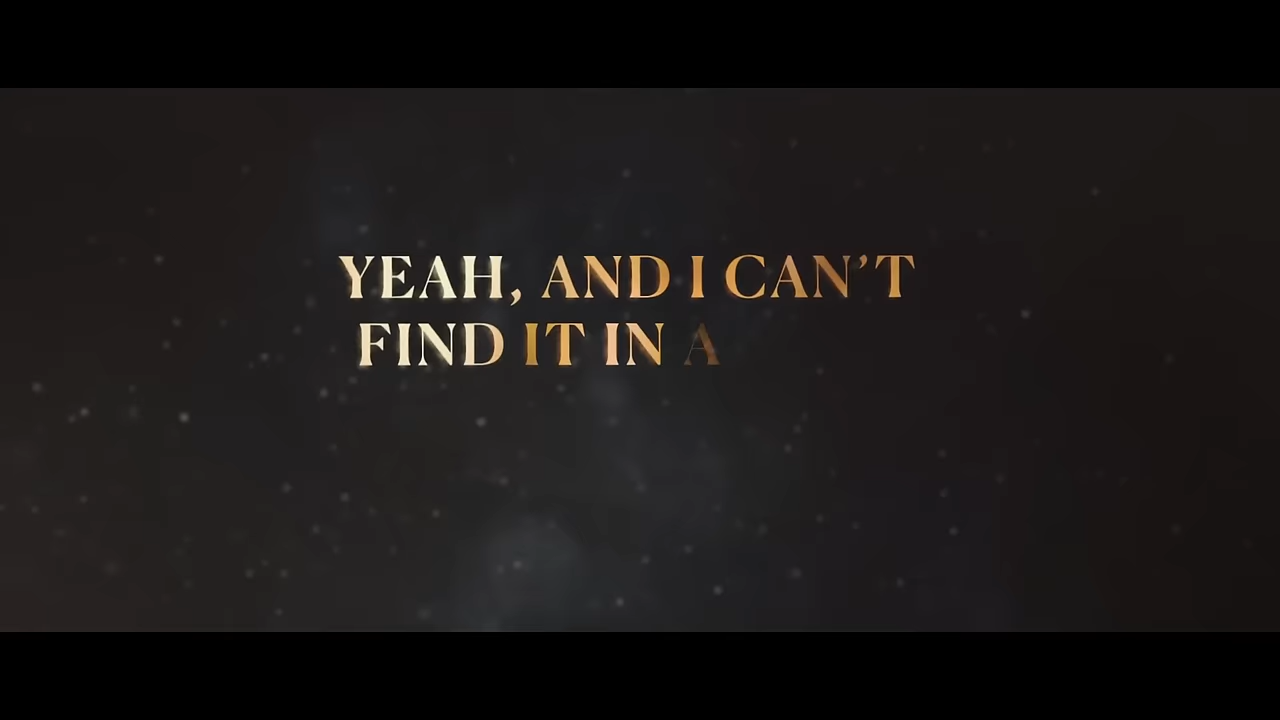 YEAH, AND I CAN’T
FIND IT IN A